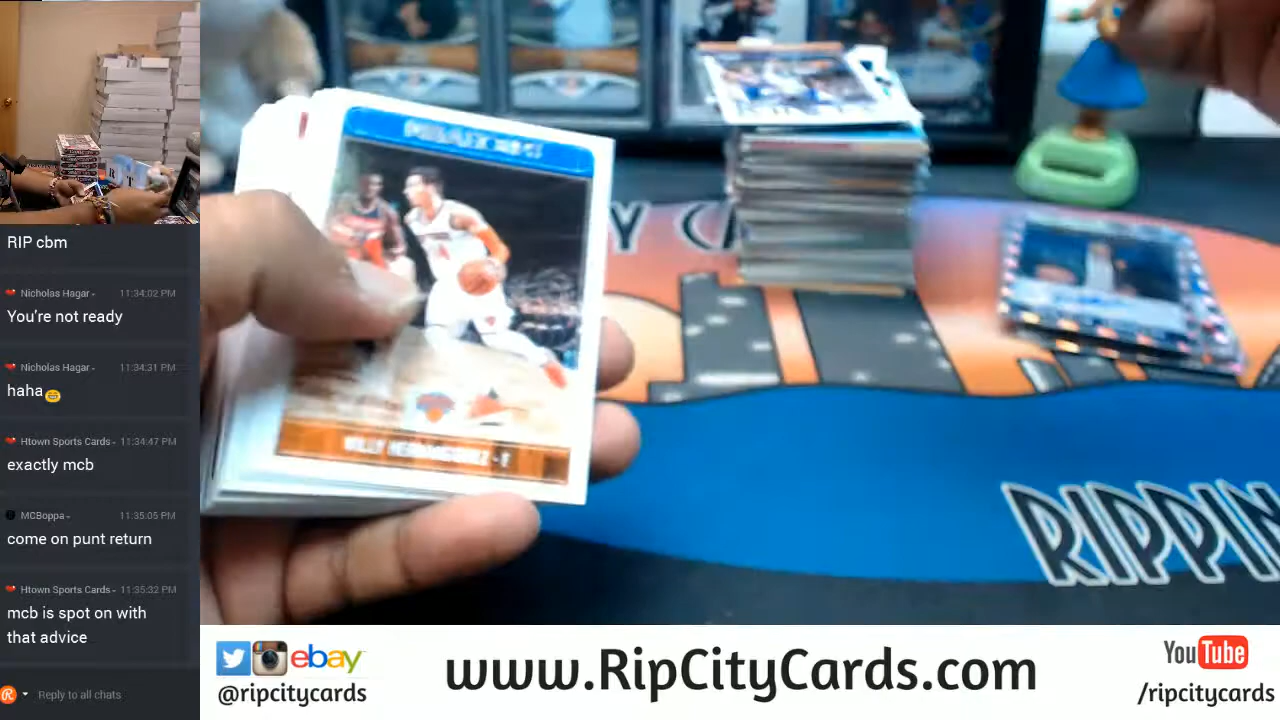 RIP cbm
Nicholas Hagar - 11:34:02 PM
You're not ready
Nicholas Hagar - 11:34:31 PM
haha
Htown Sports Cards - 11:34:47 PM
exactly mcb
MCBoppa - 11:35:05 PM
come on punt return
Htown Sports Cards - 11:35:32 PM
mcb is spot on with
that advice
Reply to all chats
Y CA
RIPPIN
WILLY HERNANGOMEZ - C
ebay
@ripcitycards
www.RipCityCards.com
YouTube
/ripcitycards